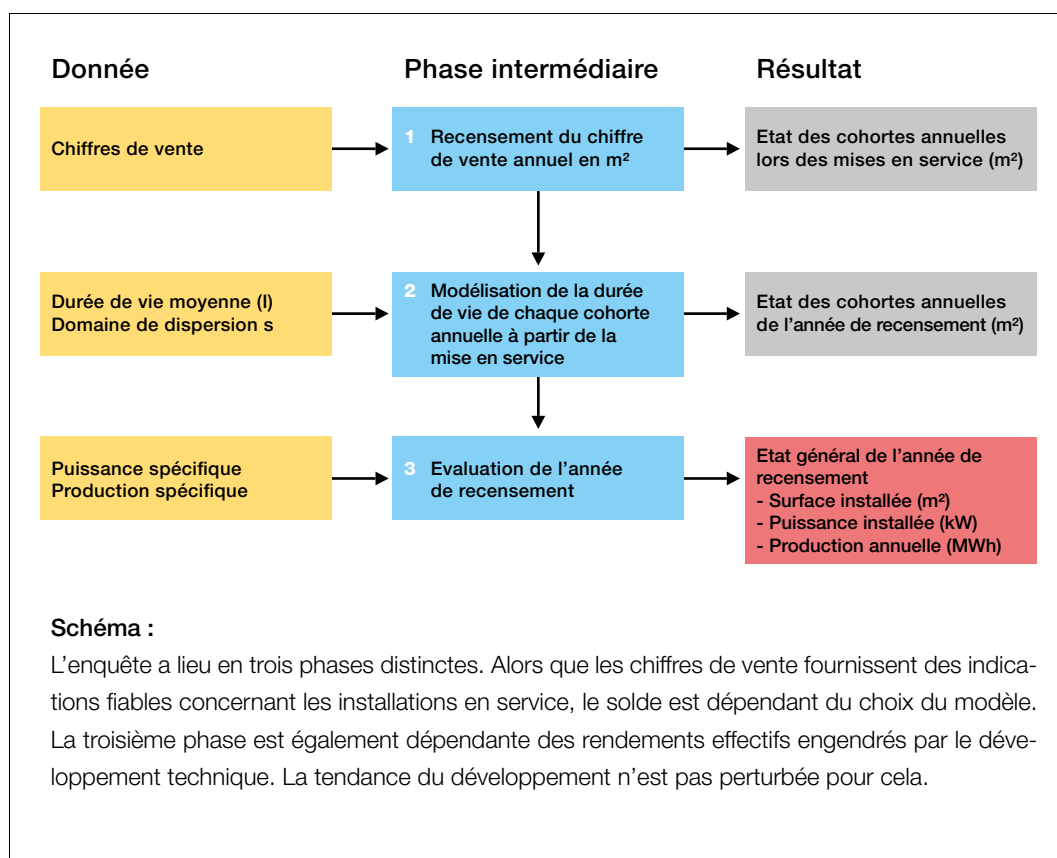 Donnée
Phase intermédiaire
Résultat
Chiffres de vente
1 Recensement du chiffre
de vente annuel en m²
Etat des cohortes annuelles
lors des mises en service (m²)
Durée de vie moyenne (l)
Domaine de dispersion s
2 Modélisation de la durée
de vie de chaque cohorte
annuelle à partir de la
mise en service
Etat des cohortes annuelles
de l’année de recensement (m²)
Puissance spécifique
Production spécifique
3 Evaluation de l’année
de recensement
Etat général de l’année de
recensement
- Surface installée (m²)
- Puissance installée (kW)
- Production annuelle (MWh)
Schéma :
L’enquête a lieu en trois phases distinctes. Alors que les chiffres de vente fournissent des indica-
tions fiables concernant les installations en service, le solde est dépendant du choix du modèle.
La troisième phase est également dépendante des rendements effectifs engendrés par le déve-
loppement technique. La tendance du développement n’est pas perturbée pour cela.